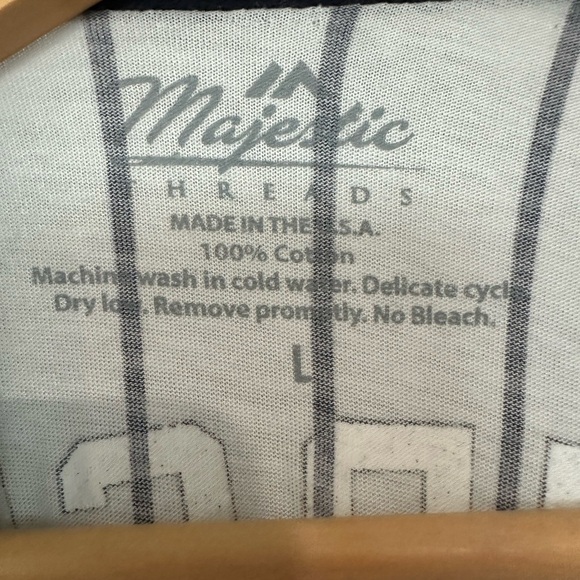 Majestic
THREADS
MADE IN THE U.S.A.
100% Cotton
Machine wash in cold water. Delicate cycle.
Dry low. Remove promptly. No Bleach.
L